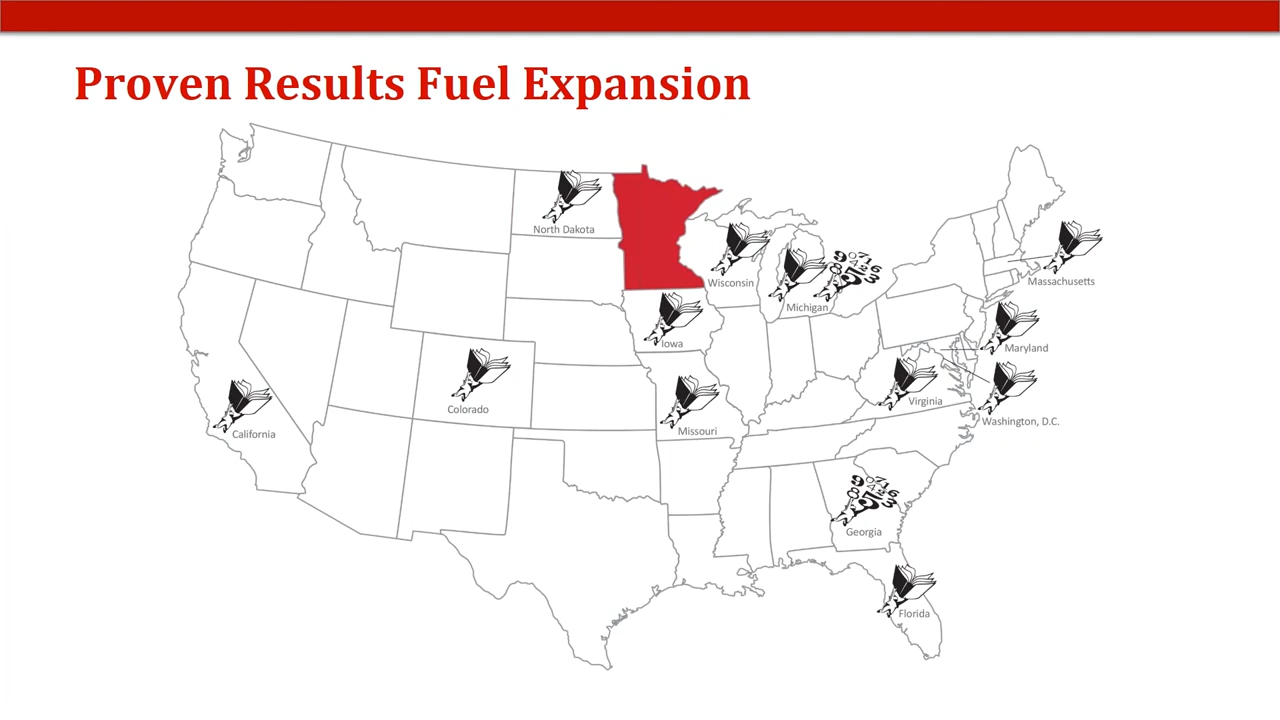 Proven Results Fuel Expansion
North Dakota
Wisconsin
Michigan
Massachusetts
Iowa
Maryland
Colorado
Virginia
Washington, D.C.
California
Missouri
Georgia
Florida